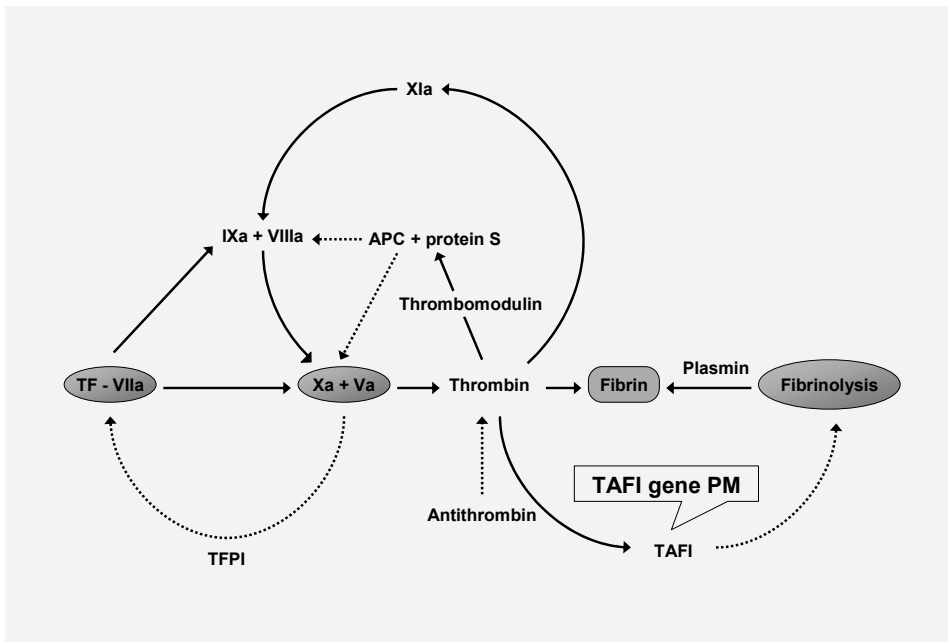 XIa
IXa + VIIIa
APC + protein S
Thrombomodulin
TF - VIIa
Xa + Va
Thrombin
Fibrin
Plasmin
Fibrinolysis
TAFI gene PM
Antithrombin
TAFI
TFPI